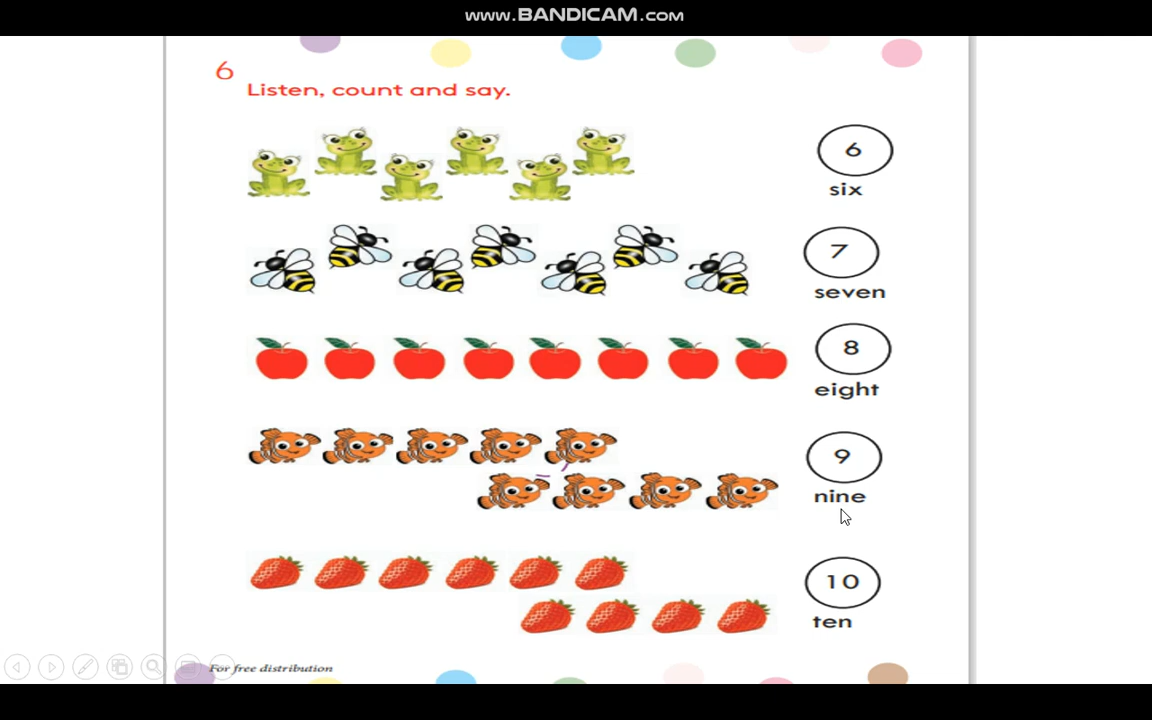 www.BANDICAM.com
6
Listen, count and say.
6
six
7
seven
8
eight
9
nine
10
ten
For free distribution